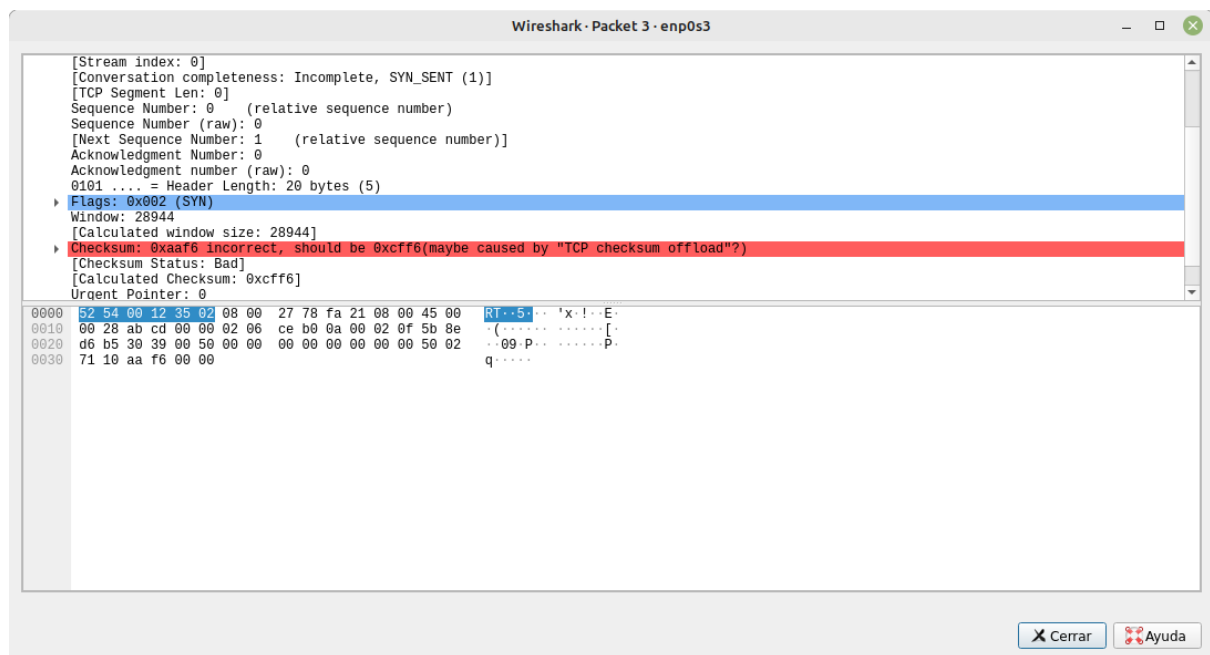 Wireshark · Packet 3 · enp0s3
[Stream index: 0]
[Conversation completeness: Incomplete, SYN_SENT (1)]
[TCP Segment Len: 0]
Sequence Number: 0    (relative sequence number)
Sequence Number (raw): 0
[Next Sequence Number: 1    (relative sequence number)]
Acknowledgment Number: 0
Acknowledgment number (raw): 0
0101 .... = Header Length: 20 bytes (5)
Flags: 0x002 (SYN)
Window: 28944
[Calculated window size: 28944]
Checksum: 0xaaf6 incorrect, should be 0xcff6(maybe caused by "TCP checksum offload"?)
[Checksum Status: Bad]
[Calculated Checksum: 0xcff6]
Urgent Pointer: 0
0000 52 54 00 12 35 02 08 00 27 78 fa 21 08 00 45 00 RT··5··· 'x·!··E·
0010 00 28 ab cd 00 00 02 06 ce b0 0a 00 02 0f 5b 8e ·(······ ······[·
0020 d6 b5 30 39 00 50 00 00 00 00 00 00 00 00 50 02 ··09·P·· ······P·
0030 71 10 aa f6 00 00 q·····
Cerrar Ayuda